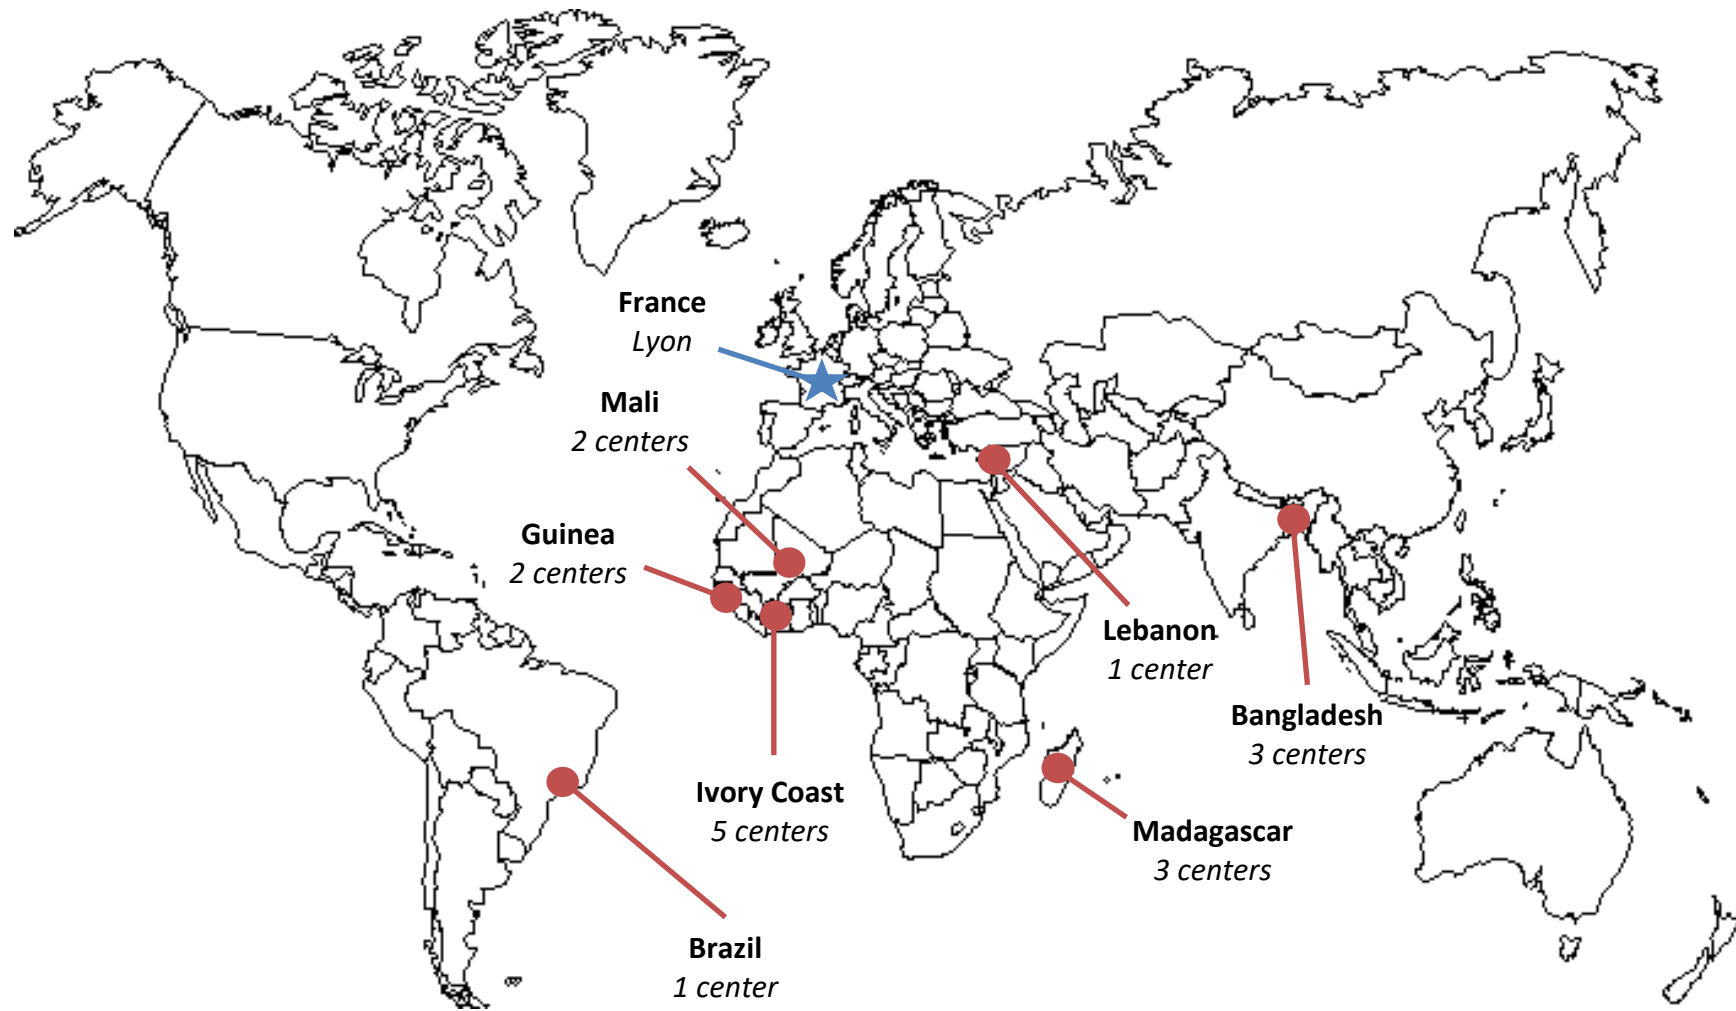 France
Lyon
Mali
2 centers
Guinea
2 centers
Lebanon
1 center
Bangladesh
3 centers
Ivory Coast
5 centers
Madagascar
3 centers
Brazil
1 center